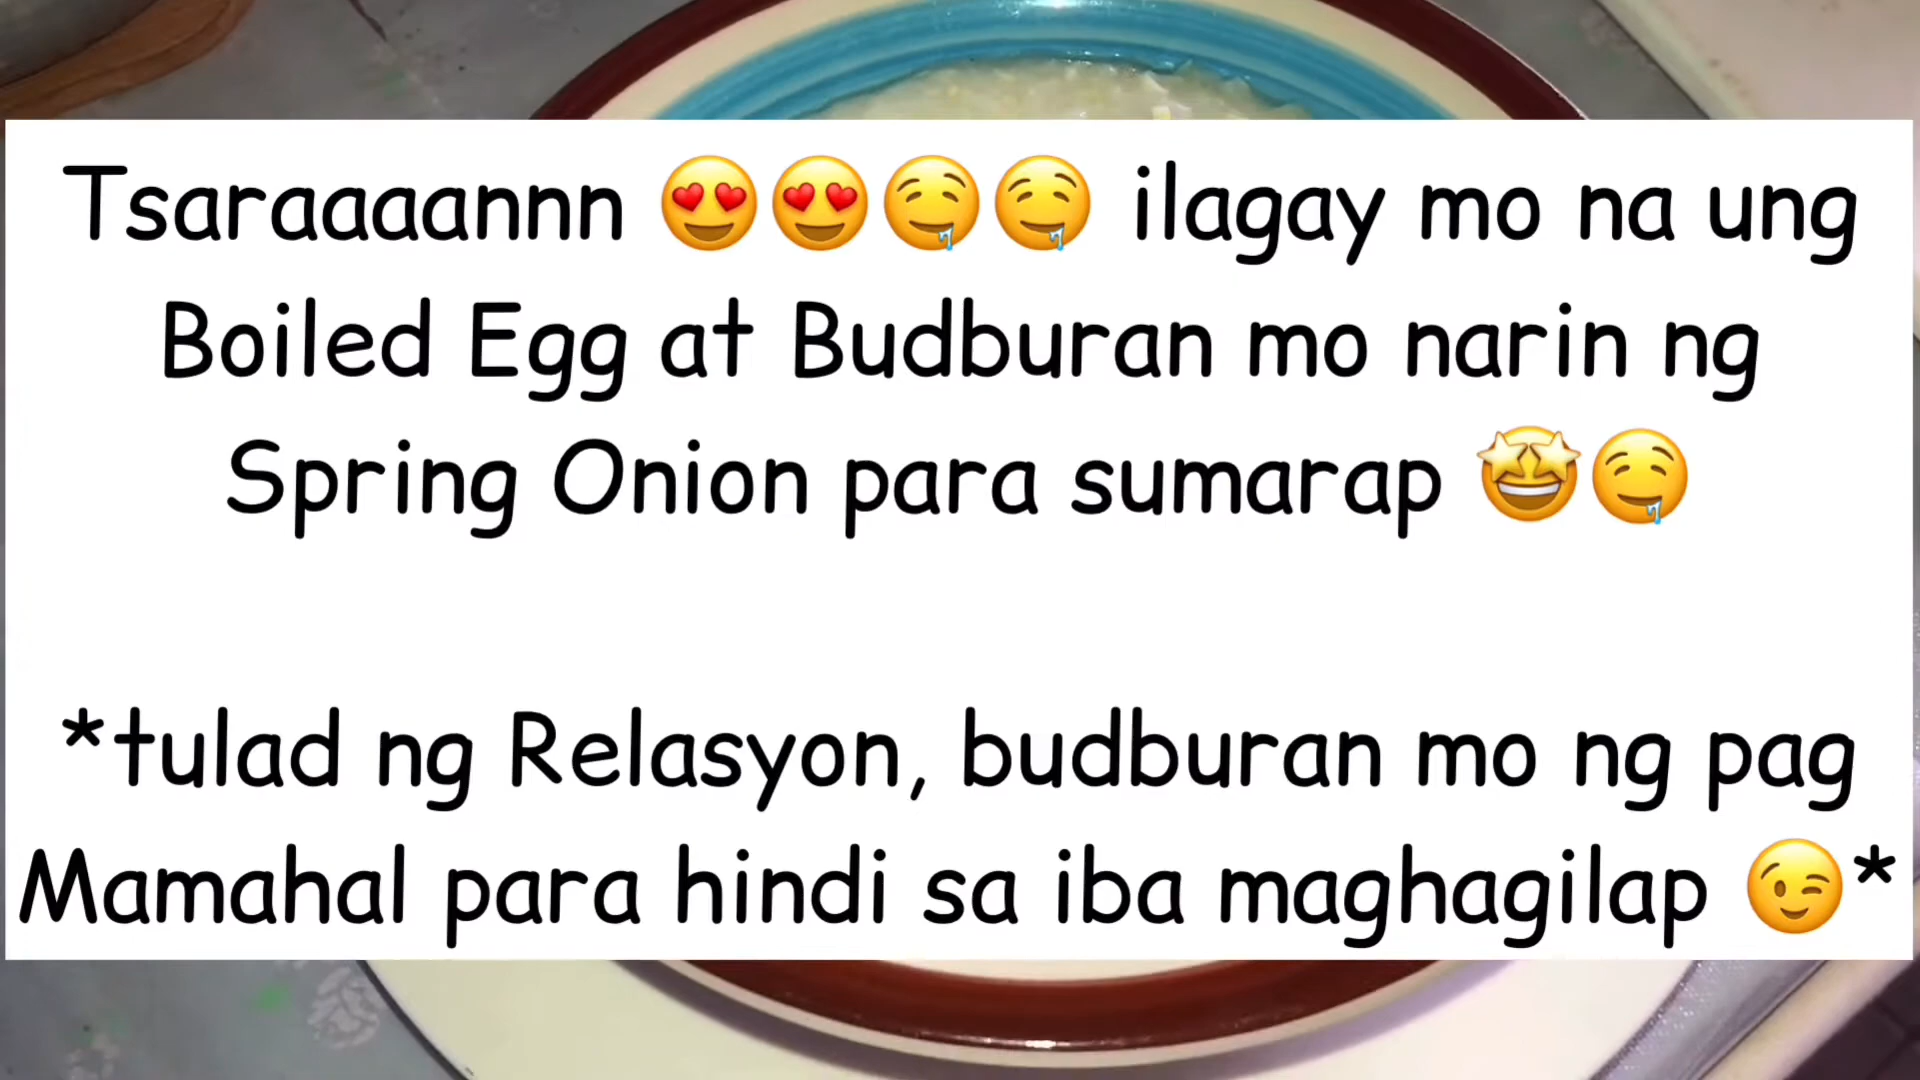 Tsaraaaannn 😍😍🤤🤤 ilagay mo na ung
Boiled Egg at Budburan mo narin ng
Spring Onion para sumarap 🤩🤤
*tulad ng Relasyon, budburan mo ng pag
Mamahal para hindi sa iba maghagilap 😉*